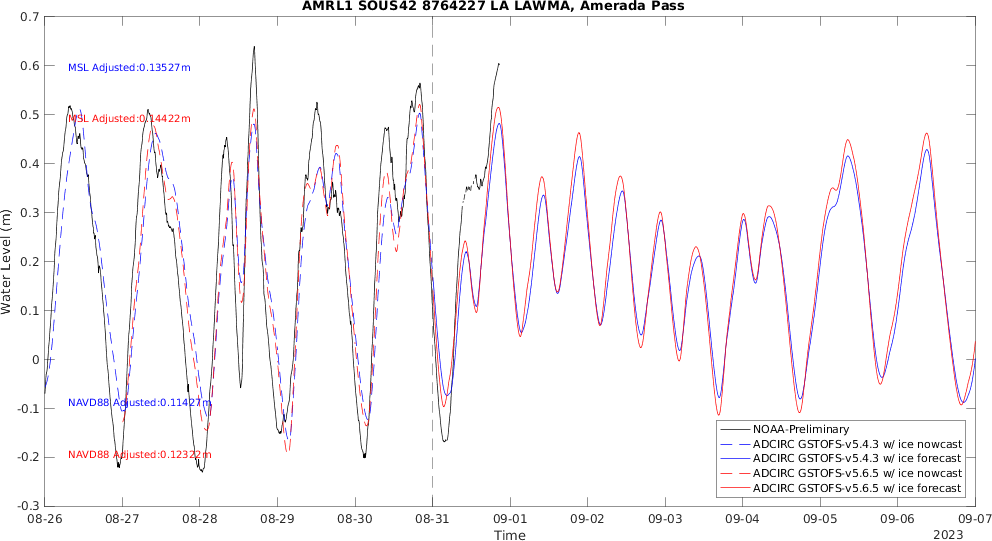 AMRL1 SOUS42 8764227 LA LAWMA, Amerada Pass
0.7
0.6
0.5
0.4
0.3
0.2
0.1
0
-0.1
-0.2
-0.3
Water Level (m)
MSL Adjusted:0.13527m
MSL Adjusted:0.14422m
NAVD88 Adjusted:0.11427m
NAVD88 Adjusted:0.12322m
NOAA-Preliminary
ADCIRC GSTOFS-v5.4.3 w/ ice nowcast
ADCIRC GSTOFS-v5.4.3 w/ ice forecast
ADCIRC GSTOFS-v5.6.5 w/ ice nowcast
ADCIRC GSTOFS-v5.6.5 w/ ice forecast
08-26 08-27 08-28 08-29 08-30 08-31 09-01 09-02 09-03 09-04 09-05 09-06 09-07
Time
2023